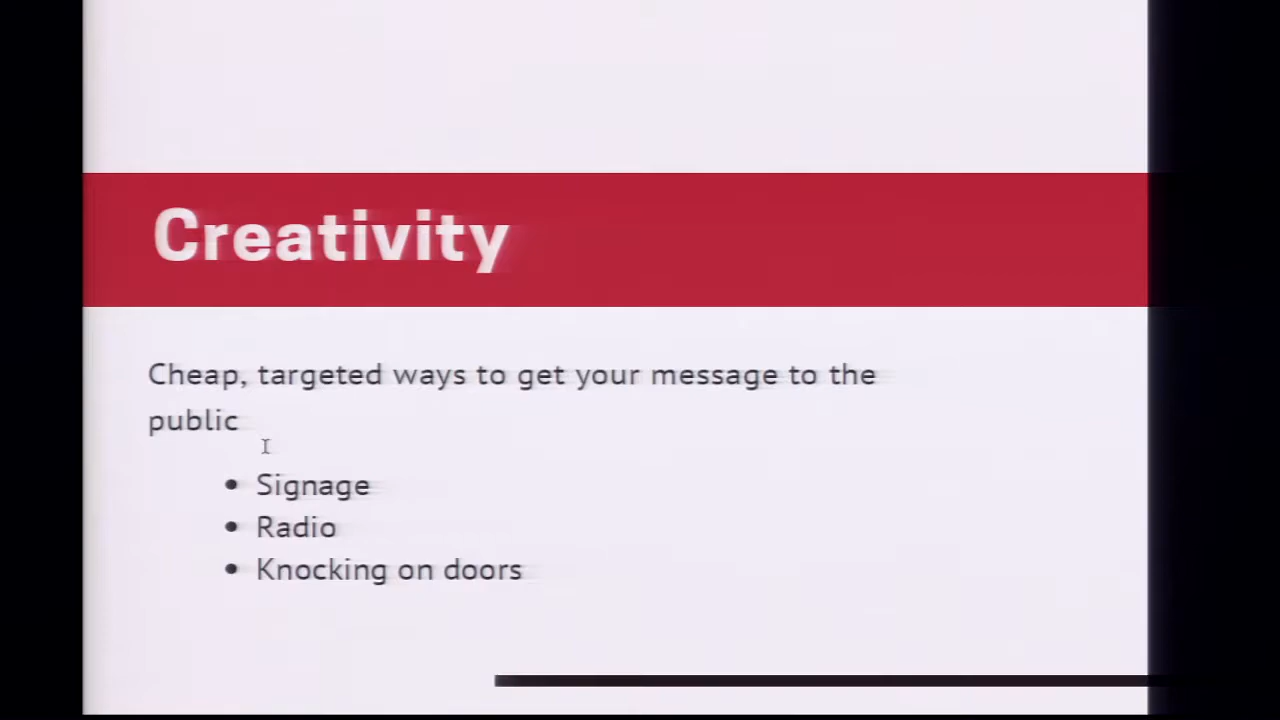 Creativity
Cheap, targeted ways to get your message to the
public
• Signage
• Radio
• Knocking on doors